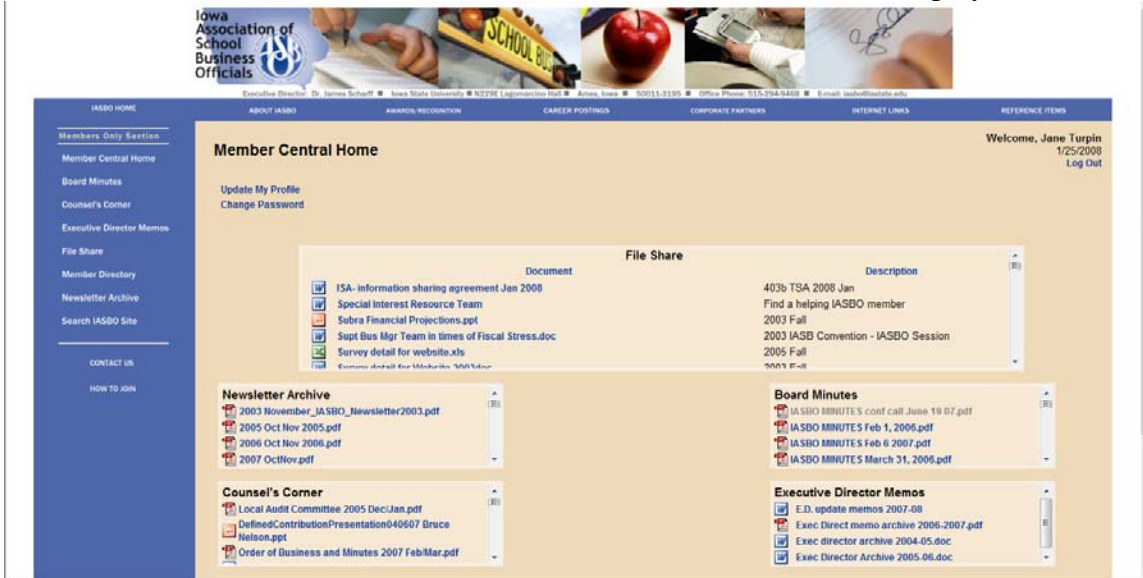 Iowa
Association of
School
Business
Officials
SCHOOL BUS
Executive Director: Dr. James Scharff ■ Iowa State University ■ N229E Lagomarcino Hall ■ Ames, Iowa ■ 50011-3195 ■ Office Phone: 515-294-9468 ■ E-mail: iasbo@iastate.edu
IASBO HOME ABOUT IASBO AWARDS/RECOGNITION CAREER POSTINGS CORPORATE PARTNERS INTERNET LINKS REFERENCE ITEMS
Members Only Section
Member Central Home
Board Minutes
Counsel's Corner
Executive Director Memos
File Share
Member Directory
Newsletter Archive
Search IASBO Site
CONTACT US
HOW TO JOIN
Member Central Home
Welcome, Jane Turpin
1/25/2008
Log Out
Update My Profile
Change Password
File Share
Document Description
ISA- information sharing agreement Jan 2008 403b TSA 2008 Jan
Special Interest Resource Team Find a helping IASBO member
Subra Financial Projections.ppt 2003 Fall
Supt Bus Mgr Team in times of Fiscal Stress.doc 2003 IASB Convention - IASBO Session
Survey detail for website.xls 2005 Fall
Survey detail for Website 2003doc 2003 Fall
Newsletter Archive
2003 November_IASBO_Newsletter2003.pdf
2005 Oct Nov 2005.pdf
2006 Oct Nov 2006.pdf
2007 OctNov.pdf
Board Minutes
IASBO MINUTES conf call June 19 07.pdf
IASBO MINUTES Feb 1, 2006.pdf
IASBO MINUTES Feb 6 2007.pdf
IASBO MINUTES March 31, 2006.pdf
Counsel's Corner
Local Audit Committee 2005 Dec/Jan.pdf
DefinedContributionPresentation040607 Bruce
Nelson.ppt
Order of Business and Minutes 2007 Feb/Mar.pdf
Executive Director Memos
E.D. update memos 2007-08
Exec Direct memo archive 2006-2007.pdf
Exec director archive 2004-05.doc
Exec Director Archive 2005-06.doc